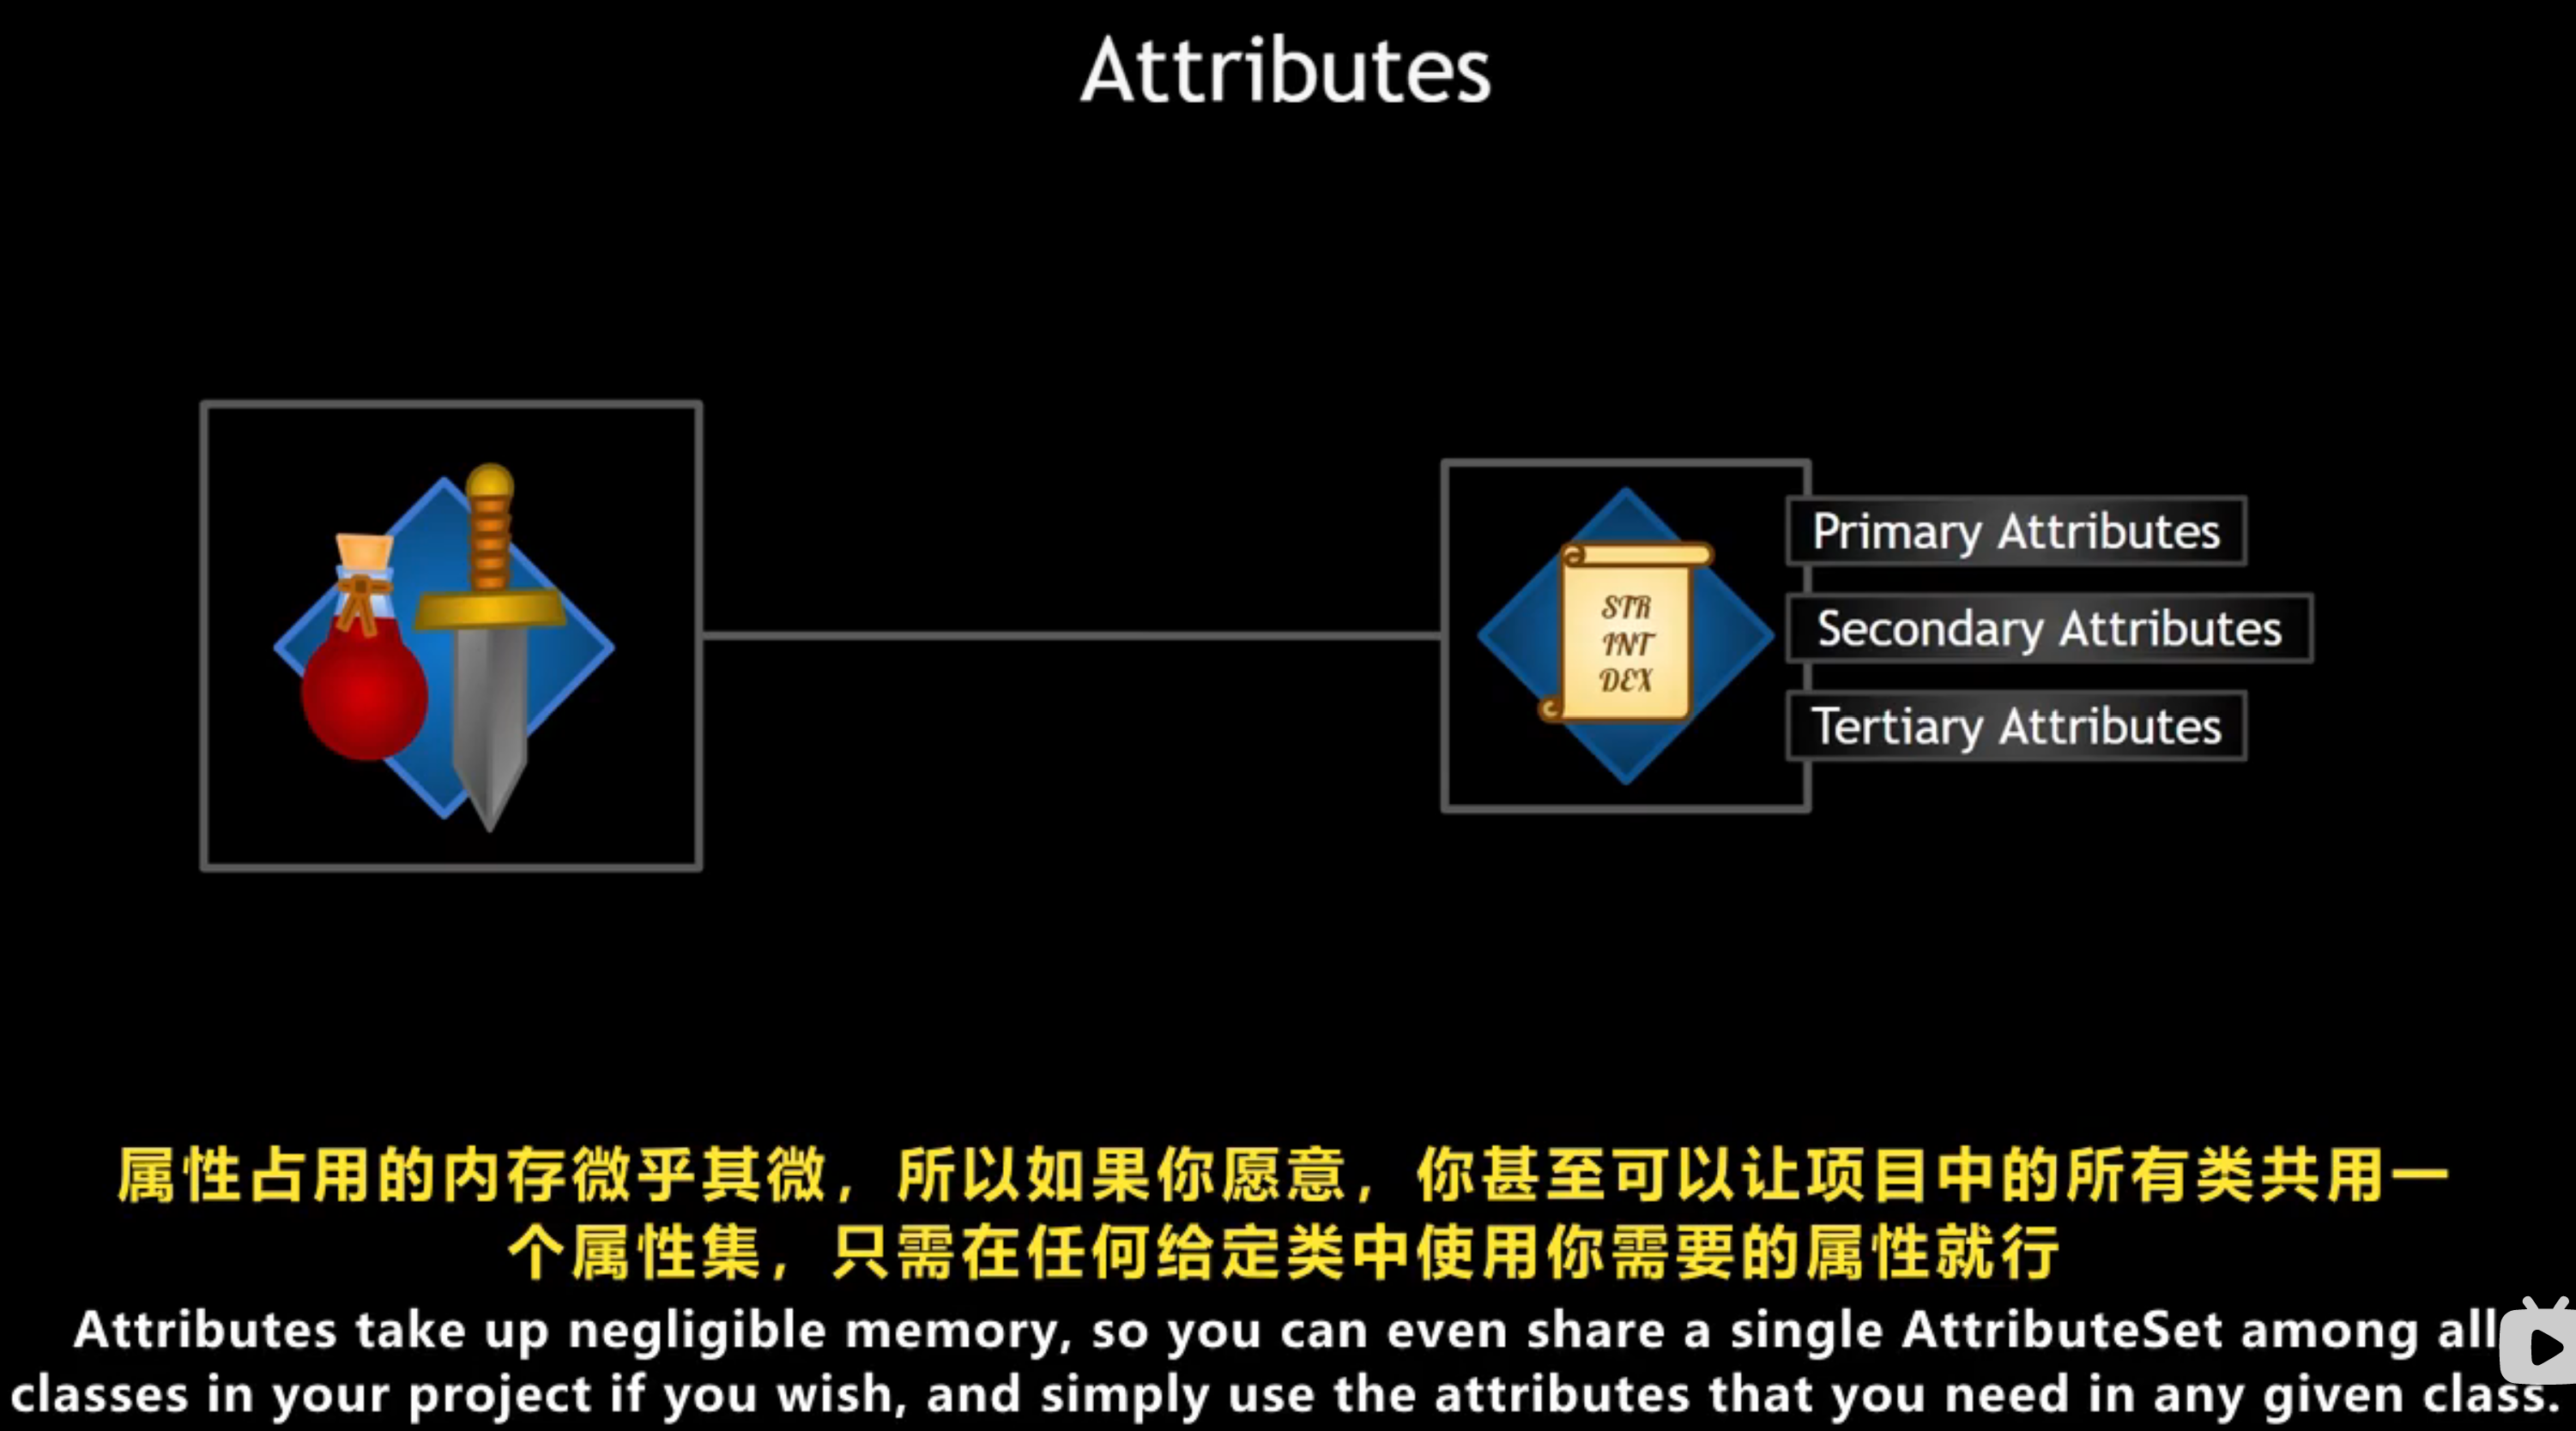 Attributes
STR
INT
DEX
Primary Attributes
Secondary Attributes
Tertiary Attributes
属性占用的内存微乎其微，所以如果你愿意，你甚至可以让项目中的所有类共用一
个属性集，只需在任何给定类中使用你需要的属性就行
Attributes take up negligible memory, so you can even share a single AttributeSet among all
classes in your project if you wish, and simply use the attributes that you need in any given class.